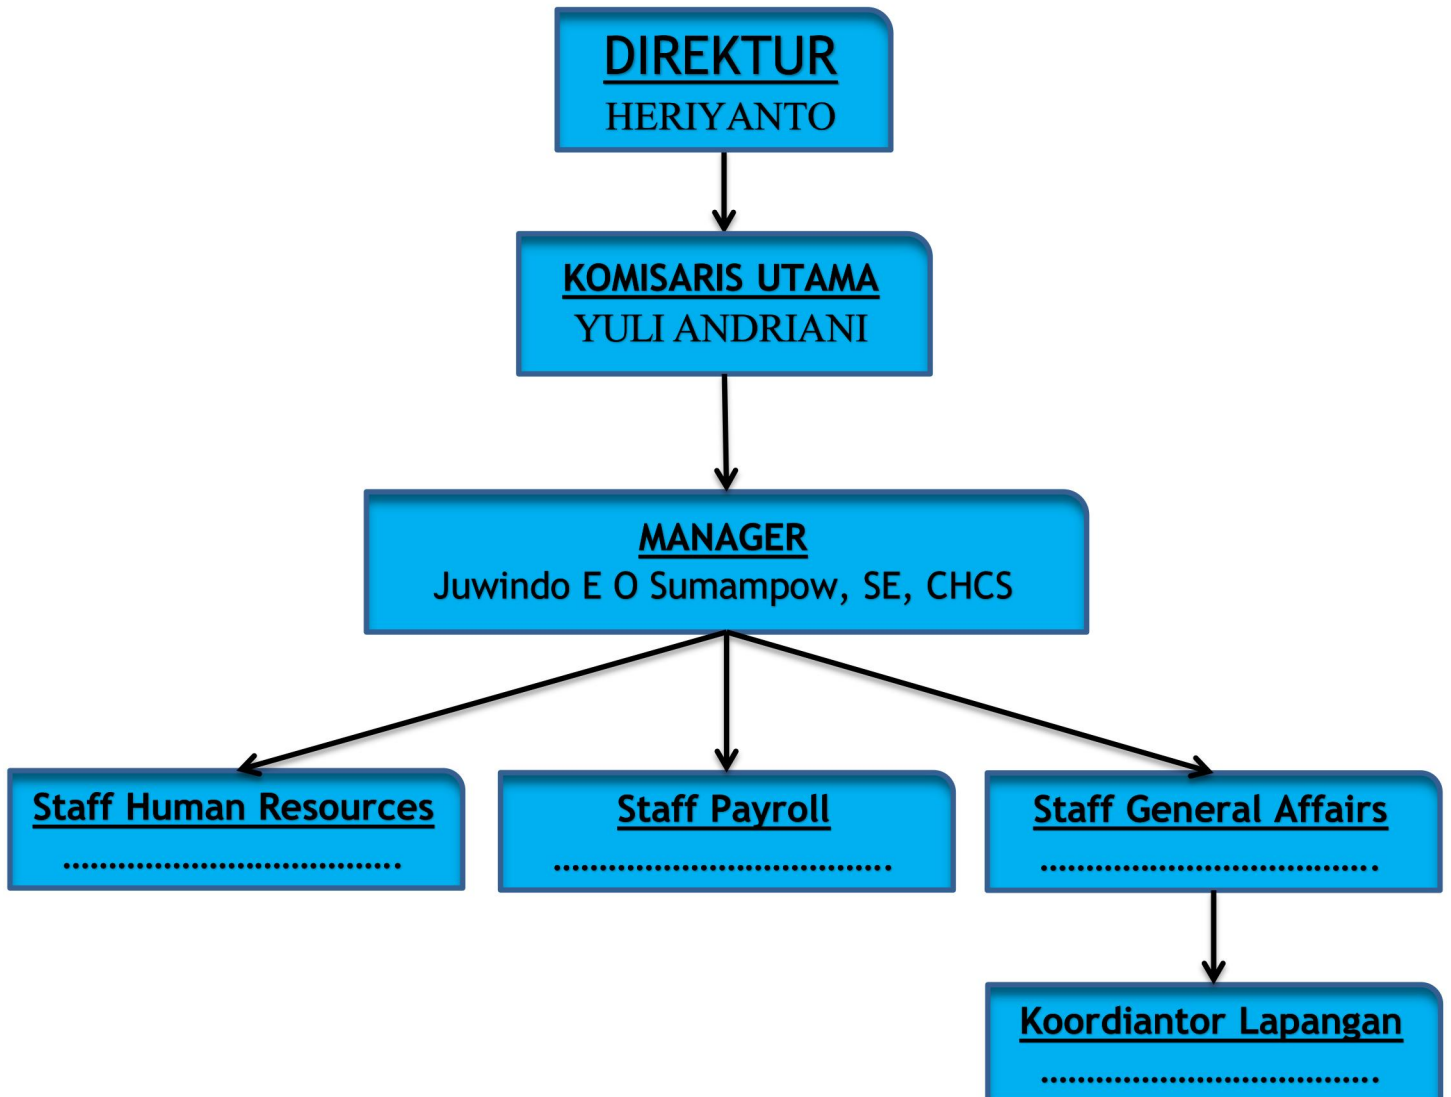 DIREKTUR
HERIYANTO
KOMISARIS UTAMA
YULI ANDRIANI
MANAGER
Juwindo E O Sumampow, SE, CHCS
Staff Human Resources
.....................................
Staff Payroll
.....................................
Staff General Affairs
.....................................
Koordiantor Lapangan
.....................................